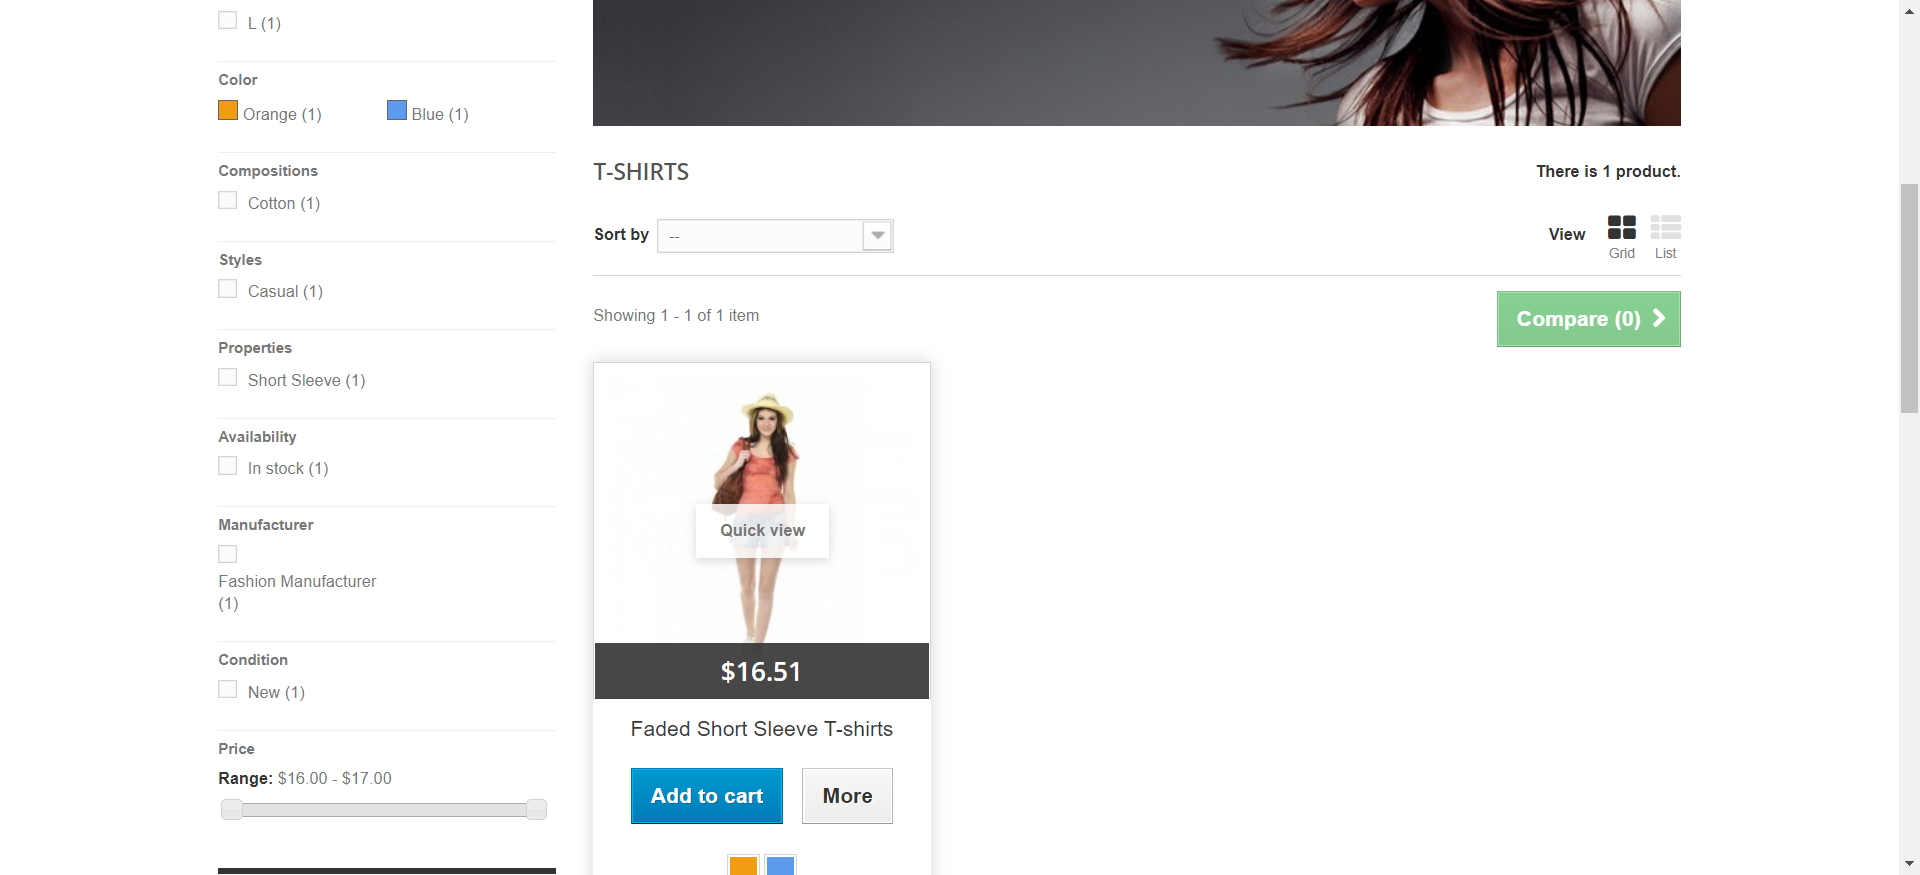 L (1)
Color
Orange (1)
Blue (1)
Compositions
Cotton (1)
Styles
Casual (1)
Properties
Short Sleeve (1)
Availability
In stock (1)
Manufacturer
Fashion Manufacturer
(1)
Condition
New (1)
Price
Range: $16.00 - $17.00
T-SHIRTS
There is 1 product.
Sort by
--
View
Grid
List
Showing 1 - 1 of 1 item
Compare (0)
Quick view
$16.51
Faded Short Sleeve T-shirts
Add to cart
More